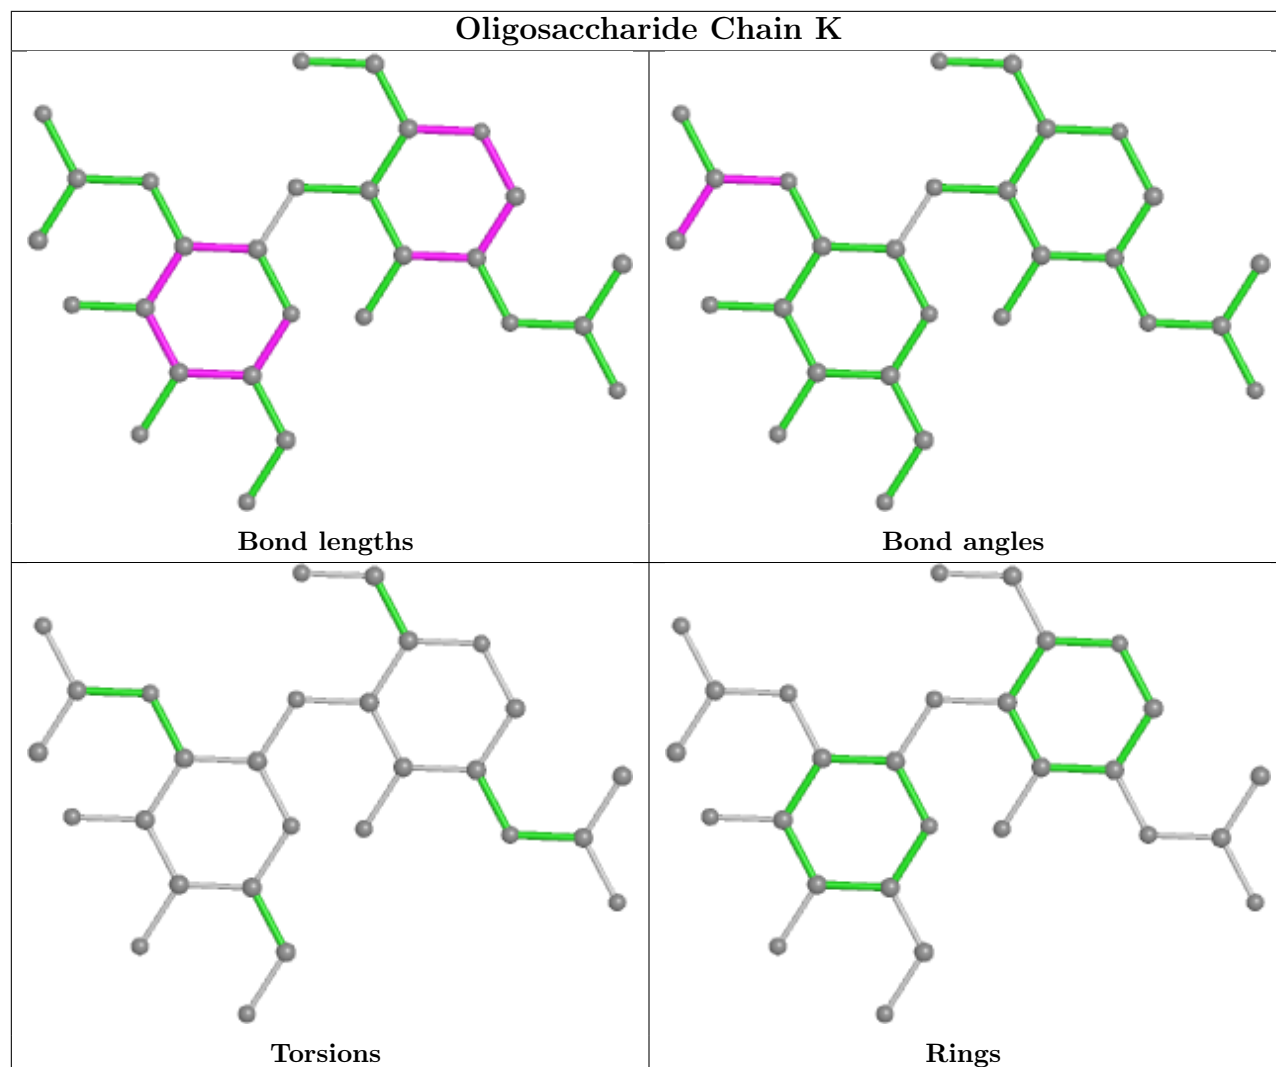 Oligosaccharide Chain K
Bond lengths
Bond angles
Torsions
Rings